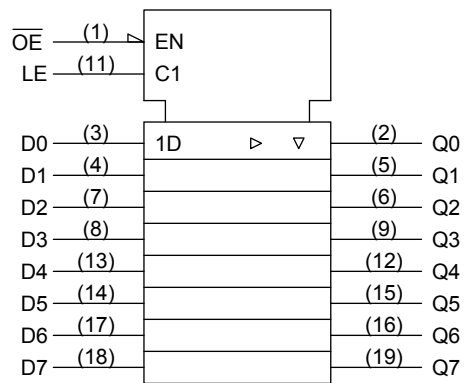 OE (1) EN
LE (11) C1
D0 (3) 1D (2) Q0
D1 (4) (5) Q1
D2 (7) (6) Q2
D3 (8) (9) Q3
D4 (13) (12) Q4
D5 (14) (15) Q5
D6 (17) (16) Q6
D7 (18) (19) Q7